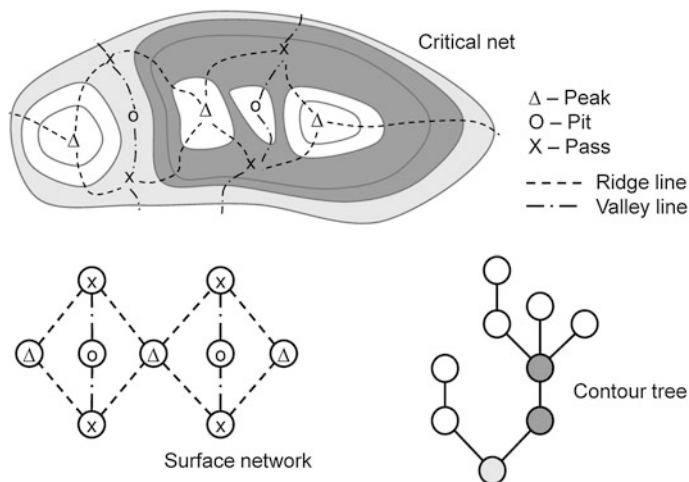 Critical net
Δ – Peak
O – Pit
X – Pass
Ridge line
Valley line
X
X
O
Δ
O
Δ
Δ
X
X
X
X
Δ
O
Δ
O
Δ
X
X
Contour tree
Surface network